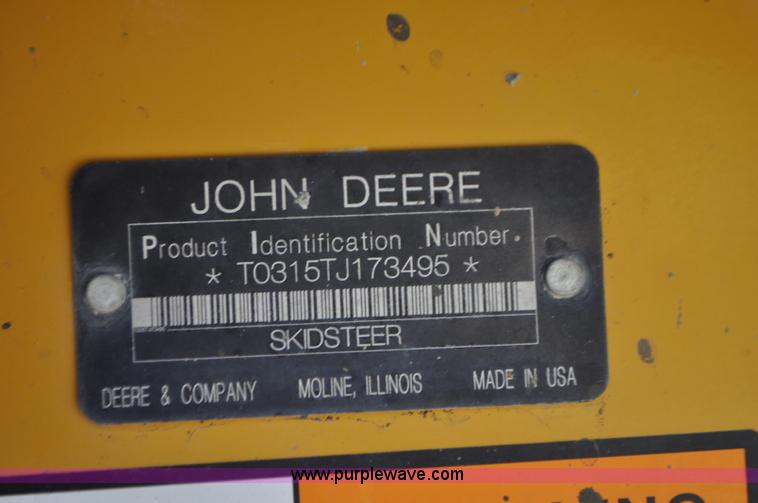 JOHN DEERE
Product Identification Number
* T0315TJ173495 *
SKIDSTEER
DEERE & COMPANY MOLINE, ILLINOIS MADE IN USA
www.purplewave.com